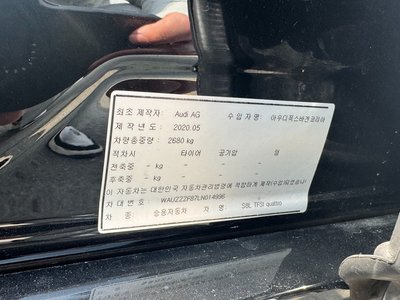 최초 제작자: Audi AG 수 입 자 명: 아우디폭스바겐코리아
제 작 년 도: 2020.05
차량총중량: 2680 kg
적차시 타이어 공기압 림
전축중 - kg - - -
후축중 - kg - - -
이 자동차는 대한민국 자동차관리법령에 적합하게 제작(수입)되었습니다
차 대 번 호: WAUZZZF87LN014996
차 종: 승용자동차 차 명: S8L TFSI quattro